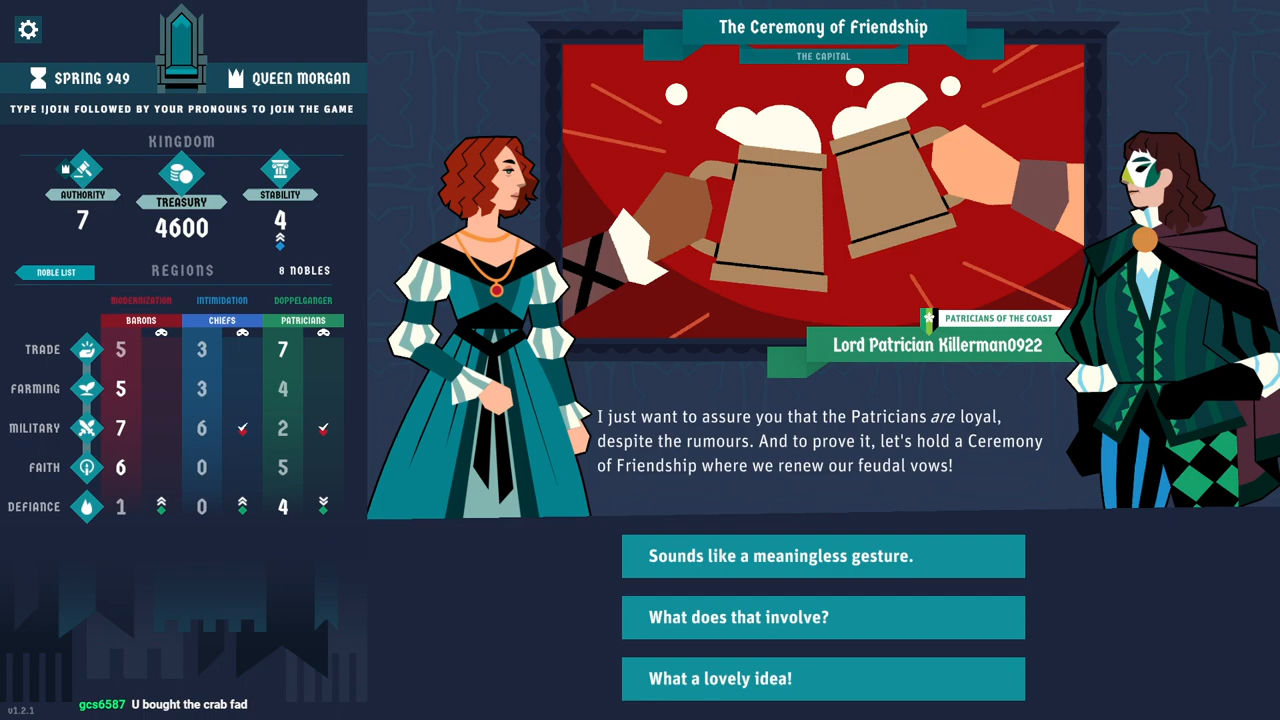 The Ceremony of Friendship
THE CAPITAL
SPRING 949
QUEEN MORGAN
TYPE !JOIN FOLLOWED BY YOUR PRONOUNS TO JOIN THE GAME
KINGDOM
AUTHORITY
TREASURY
STABILITY
7
4600
4
NOBLE LIST
REGIONS
8 NOBLES
MODERNIZATION
INTIMIDATION
DOPPELGANGER
BARONS
CHIEFS
PATRICIANS
TRADE 5 3 7
FARMING 5 3 4
MILITARY 7 6 2
FAITH 6 0 5
DEFIANCE 1 0 4
PATRICIANS OF THE COAST
Lord Patrician Killerman0922
I just want to assure you that the Patricians are loyal,
despite the rumours. And to prove it, let's hold a Ceremony
of Friendship where we renew our feudal vows!
Sounds like a meaningless gesture.
What does that involve?
What a lovely idea!
gcs6587 U bought the crab fad
v1.2.1